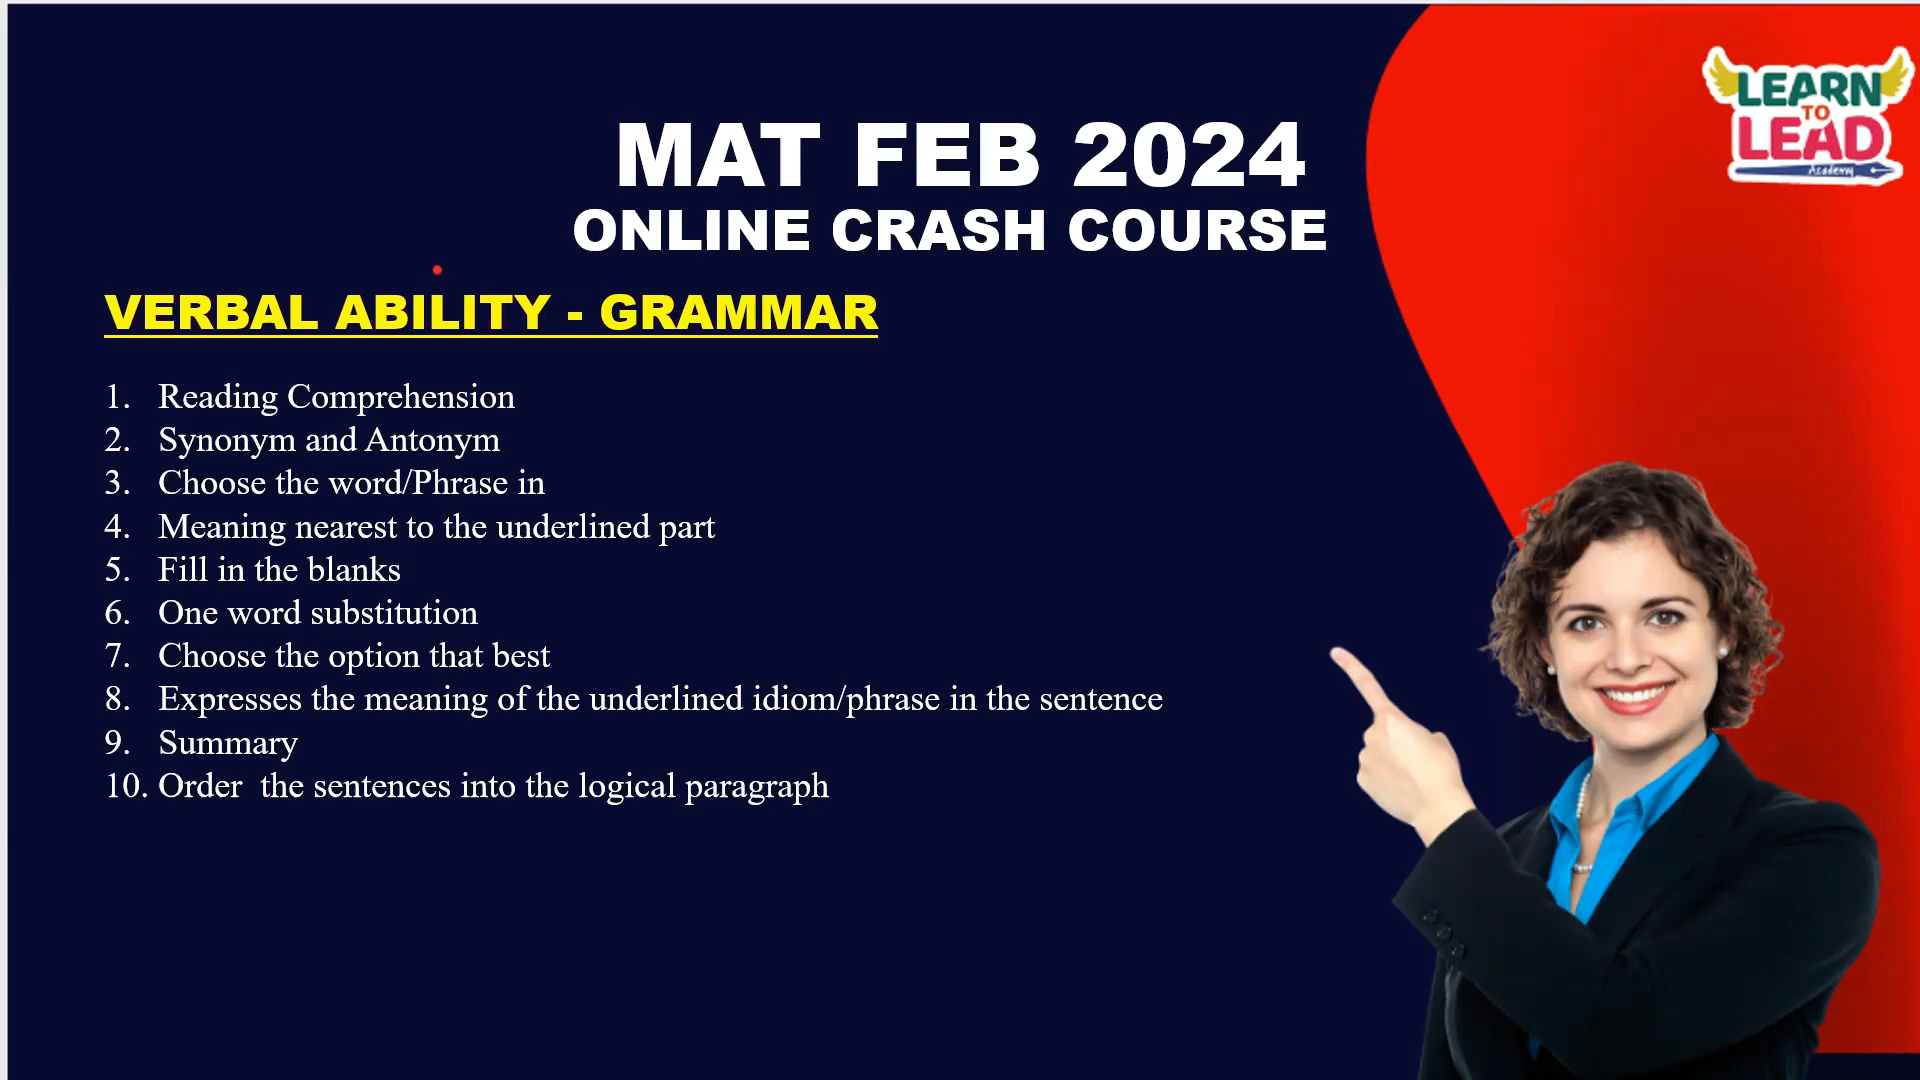 LEARN
TO
LEAD
Academy
MAT FEB 2024
ONLINE CRASH COURSE
VERBAL ABILITY - GRAMMAR
1. Reading Comprehension
2. Synonym and Antonym
3. Choose the word/Phrase in
4. Meaning nearest to the underlined part
5. Fill in the blanks
6. One word substitution
7. Choose the option that best
8. Expresses the meaning of the underlined idiom/phrase in the sentence
9. Summary
10. Order the sentences into the logical paragraph